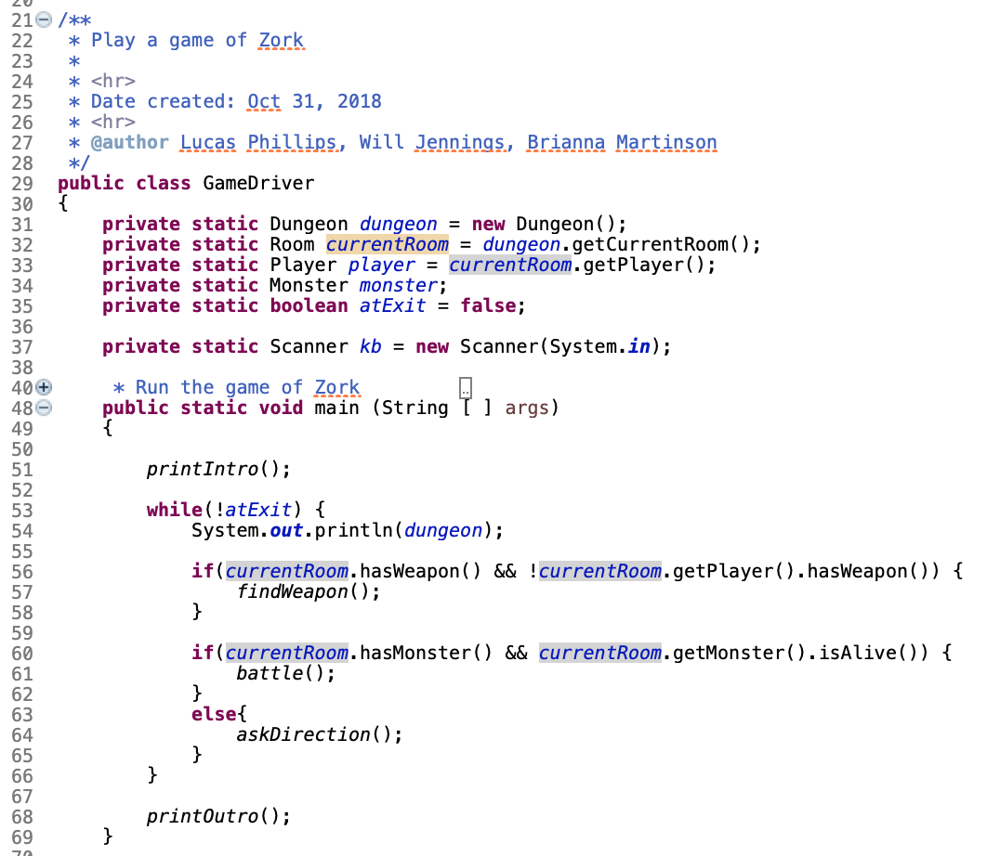 20
21 /**
22 * Play a game of Zork
23 *
24 * <hr>
25 * Date created: Oct 31, 2018
26 * <hr>
27 * @author Lucas Phillips, Will Jennings, Brianna Martinson
28 */
29 public class GameDriver
30 {
31 private static Dungeon dungeon = new Dungeon();
32 private static Room currentRoom = dungeon.getCurrentRoom();
33 private static Player player = currentRoom.getPlayer();
34 private static Monster monster;
35 private static boolean atExit = false;
36
37 private static Scanner kb = new Scanner(System.in);
38
40 * Run the game of Zork ..
48 public static void main (String [ ] args)
49 {
50
51 printIntro();
52
53 while(!atExit) {
54 System.out.println(dungeon);
55
56 if(currentRoom.hasWeapon() && !currentRoom.getPlayer().hasWeapon()) {
57 findWeapon();
58 }
59
60 if(currentRoom.hasMonster() && currentRoom.getMonster().isAlive()) {
61 battle();
62 }
63 else{
64 askDirection();
65 }
66 }
67
68 printOutro();
69 }
70